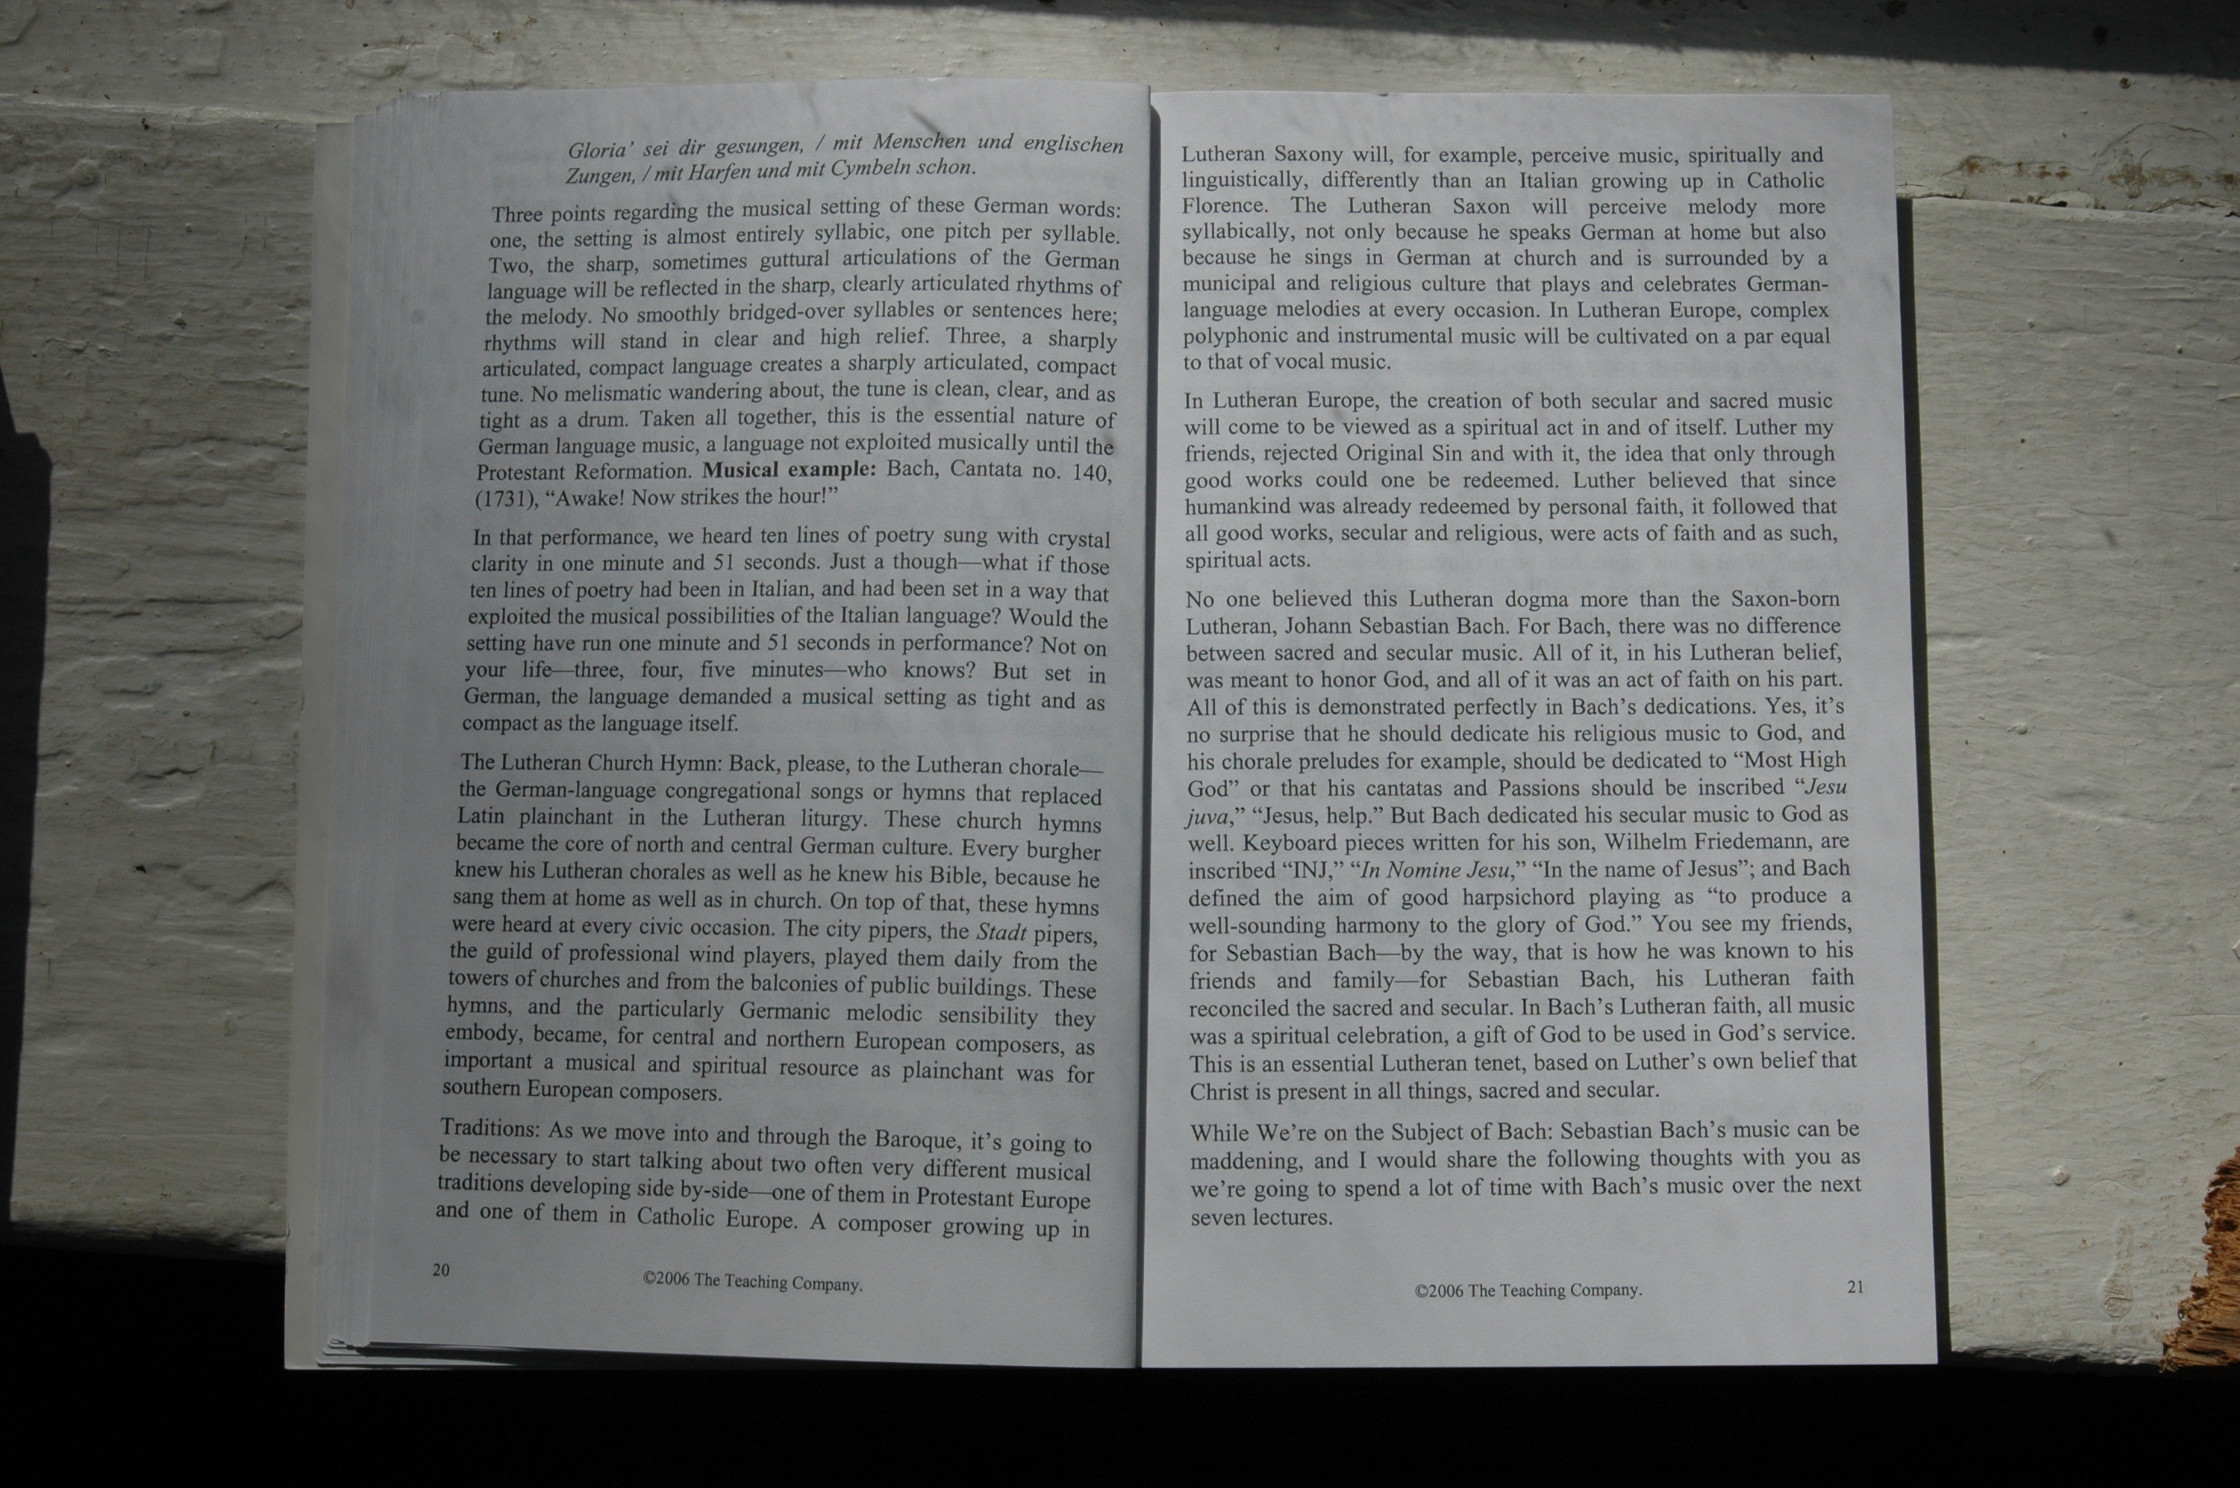 Gloria' sei dir gesungen, / mit Menschen und englischen
Zungen, / mit Harfen und mit Cymbeln schon.
Three points regarding the musical setting of these German words:
one, the setting is almost entirely syllabic, one pitch per syllable.
Two, the sharp, sometimes guttural articulations of the German
language will be reflected in the sharp, clearly articulated rhythms of
the melody. No smoothly bridged-over syllables or sentences here;
rhythms will stand in clear and high relief. Three, a sharply
articulated, compact language creates a sharply articulated, compact
tune. No melismatic wandering about, the tune is clean, clear, and as
tight as a drum. Taken all together, this is the essential nature of
German language music, a language not exploited musically until the
Protestant Reformation. Musical example: Bach, Cantata no. 140,
(1731), “Awake! Now strikes the hour!”
In that performance, we heard ten lines of poetry sung with crystal
clarity in one minute and 51 seconds. Just a though—what if those
ten lines of poetry had been in Italian, and had been set in a way that
exploited the musical possibilities of the Italian language? Would the
setting have run one minute and 51 seconds in performance? Not on
your life—three, four, five minutes—who knows? But set in
German, the language demanded a musical setting as tight and as
compact as the language itself.
The Lutheran Church Hymn: Back, please, to the Lutheran chorale—
the German-language congregational songs or hymns that replaced
Latin plainchant in the Lutheran liturgy. These church hymns
became the core of north and central German culture. Every burgher
knew his Lutheran chorales as well as he knew his Bible, because he
sang them at home as well as in church. On top of that, these hymns
were heard at every civic occasion. The city pipers, the Stadt pipers,
the guild of professional wind players, played them daily from the
towers of churches and from the balconies of public buildings. These
hymns, and the particularly Germanic melodic sensibility they
embody, became, for central and northern European composers, as
important a musical and spiritual resource as plainchant was for
southern European composers.
Traditions: As we move into and through the Baroque, it's going to
be necessary to start talking about two often very different musical
traditions developing side by-side—one of them in Protestant Europe
and one of them in Catholic Europe. A composer growing up in
20
©2006 The Teaching Company.
Lutheran Saxony will, for example, perceive music, spiritually and
linguistically, differently than an Italian growing up in Catholic
Florence. The Lutheran Saxon will perceive melody more
syllabically, not only because he speaks German at home but also
because he sings in German at church and is surrounded by a
municipal and religious culture that plays and celebrates German-
language melodies at every occasion. In Lutheran Europe, complex
polyphonic and instrumental music will be cultivated on a par equal
to that of vocal music.
In Lutheran Europe, the creation of both secular and sacred music
will come to be viewed as a spiritual act in and of itself. Luther my
friends, rejected Original Sin and with it, the idea that only through
good works could one be redeemed. Luther believed that since
humankind was already redeemed by personal faith, it followed that
all good works, secular and religious, were acts of faith and as such,
spiritual acts.
No one believed this Lutheran dogma more than the Saxon-born
Lutheran, Johann Sebastian Bach. For Bach, there was no difference
between sacred and secular music. All of it, in his Lutheran belief,
was meant to honor God, and all of it was an act of faith on his part.
All of this is demonstrated perfectly in Bach's dedications. Yes, it's
no surprise that he should dedicate his religious music to God, and
his chorale preludes for example, should be dedicated to “Most High
God” or that his cantatas and Passions should be inscribed “Jesu
juva,” “Jesus, help.” But Bach dedicated his secular music to God as
well. Keyboard pieces written for his son, Wilhelm Friedemann, are
inscribed “INJ,” “In Nomine Jesu,” “In the name of Jesus”; and Bach
defined the aim of good harpsichord playing as “to produce a
well-sounding harmony to the glory of God.” You see my friends,
for Sebastian Bach—by the way, that is how he was known to his
friends and family—for Sebastian Bach, his Lutheran faith
reconciled the sacred and secular. In Bach's Lutheran faith, all music
was a spiritual celebration, a gift of God to be used in God's service.
This is an essential Lutheran tenet, based on Luther's own belief that
Christ is present in all things, sacred and secular.
While We're on the Subject of Bach: Sebastian Bach's music can be
maddening, and I would share the following thoughts with you as
we're going to spend a lot of time with Bach's music over the next
seven lectures.
©2006 The Teaching Company.
21